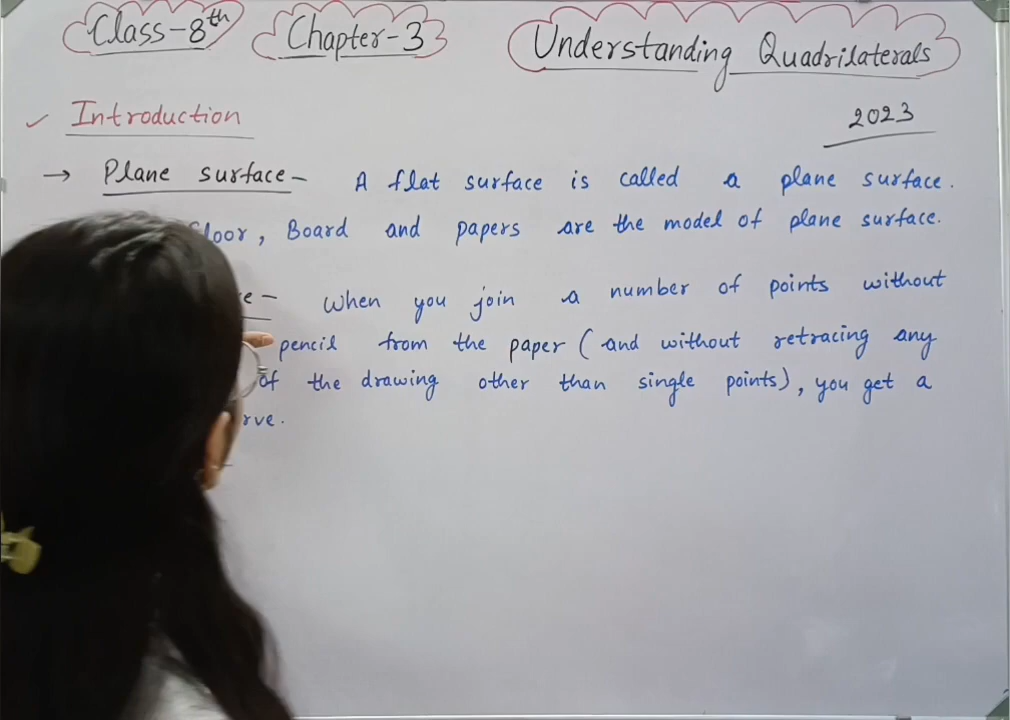 Class-8th Chapter-3 Understanding Quadrilaterals
Introduction
2023
→ Plane surface- A flat surface is called a plane surface.
floor, Board and papers are the model of plane surface.
When you join a number of points without
pencil from the paper (and without retracing any
of the drawing other than single points), you get a